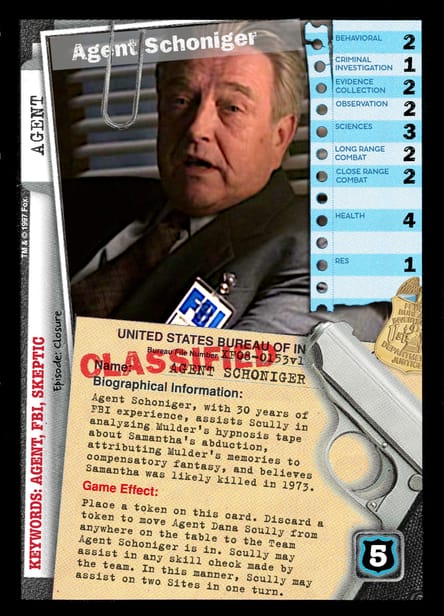 Agent Schoniger
BEHAVIORAL 2
CRIMINAL INVESTIGATION 1
EVIDENCE COLLECTION 2
OBSERVATION 2
SCIENCES 3
LONG RANGE COMBAT 2
CLOSE RANGE COMBAT 2
HEALTH 4
RES 1
AGENT
TM & © 1997 Fox.
Episode: Closure
KEYWORDS: AGENT, FBI, SKEPTIC
FBI
UNITED STATES BUREAU OF IN
Bureau File Number XF08-0153v1
CLASSIFIED
Name: AGENT SCHONIGER
Biographical Information:
Agent Schoniger, with 30 years of
FBI experience, assists Scully in
analyzing Mulder's hypnosis tape
about Samantha's abduction,
attributing Mulder's memories to
compensatory fantasy, and believes
Samantha was likely killed in 1973.
Game Effect:
Place a token on this card. Discard a
token to move Agent Dana Scully from
anywhere on the table to the Team
Agent Schoniger is in. Scully may
assist in any skill check made by
the team. In this manner, Scully may
assist on two Sites in one turn.
5